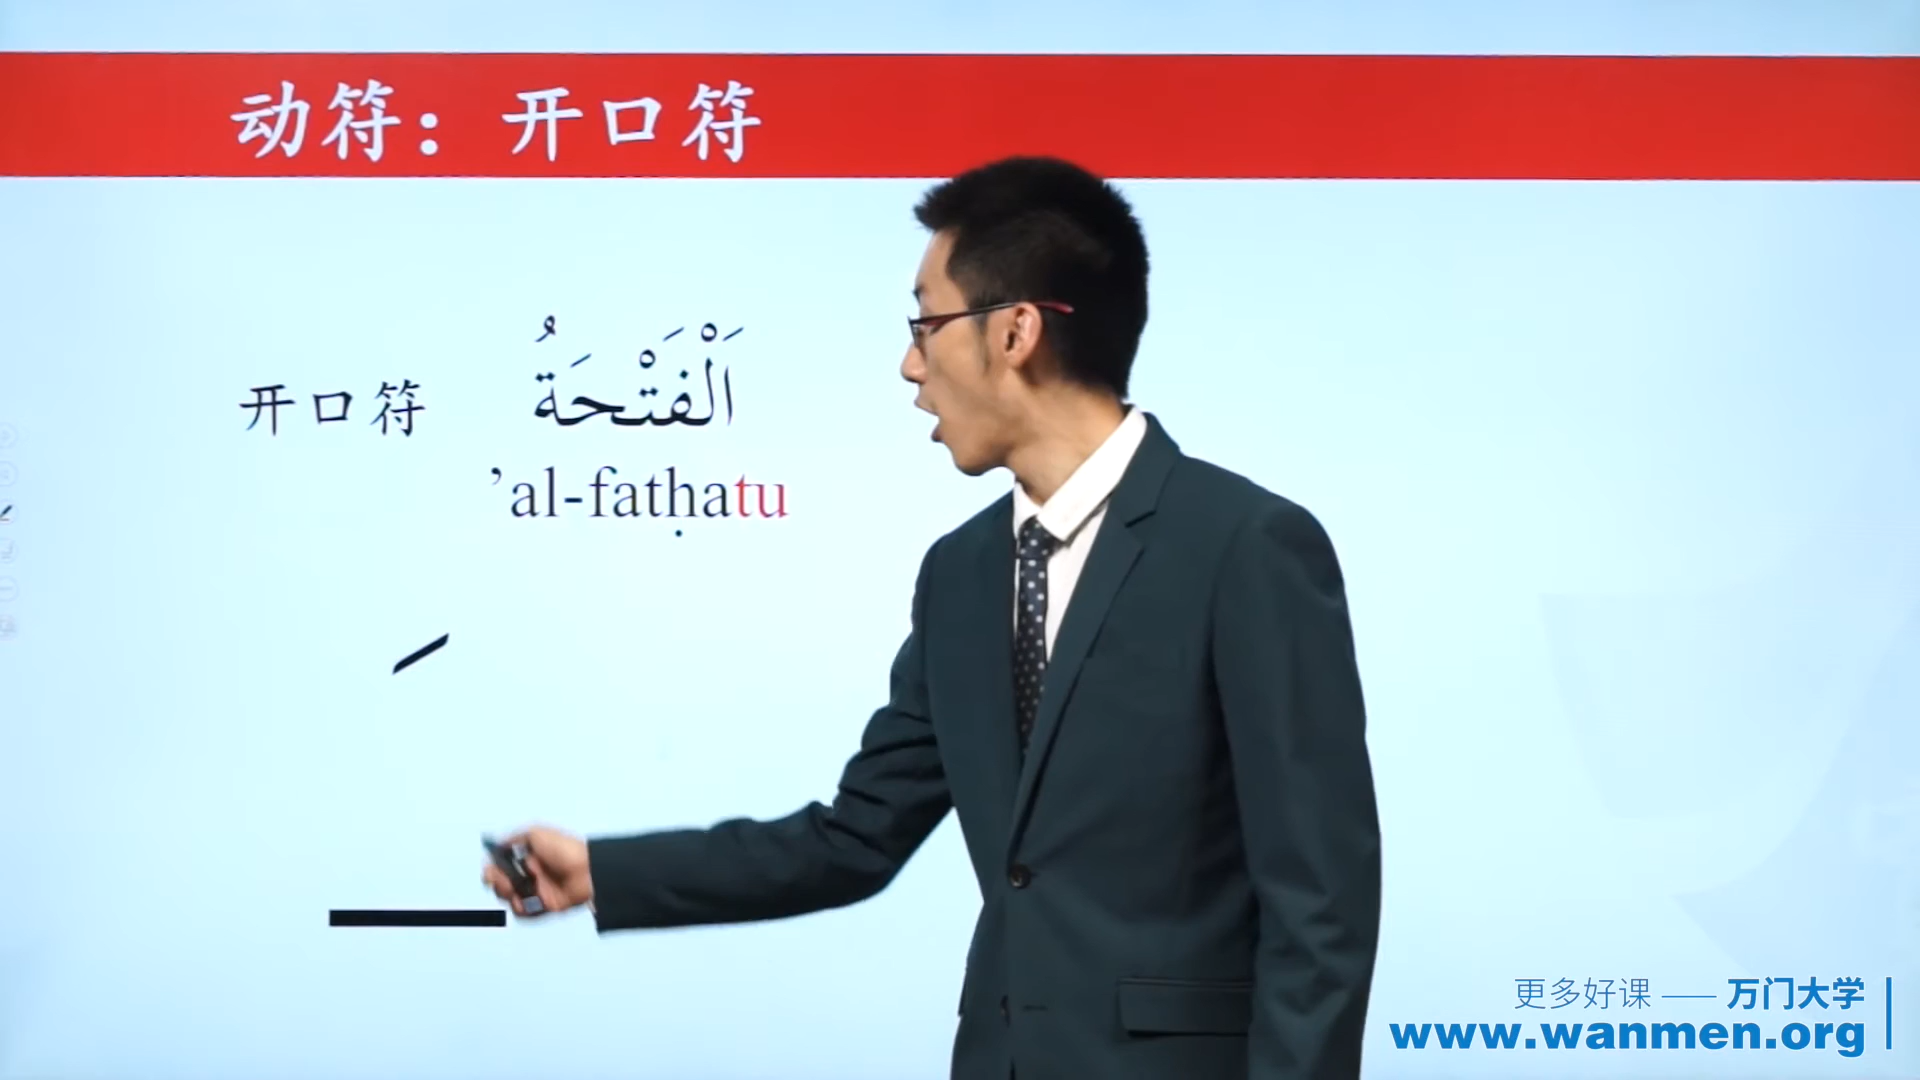 动符：开口符
开口符 اَلْفَتْحَةُ
’al-fatḥatu
更多好课 —— 万门大学
www.wanmen.org